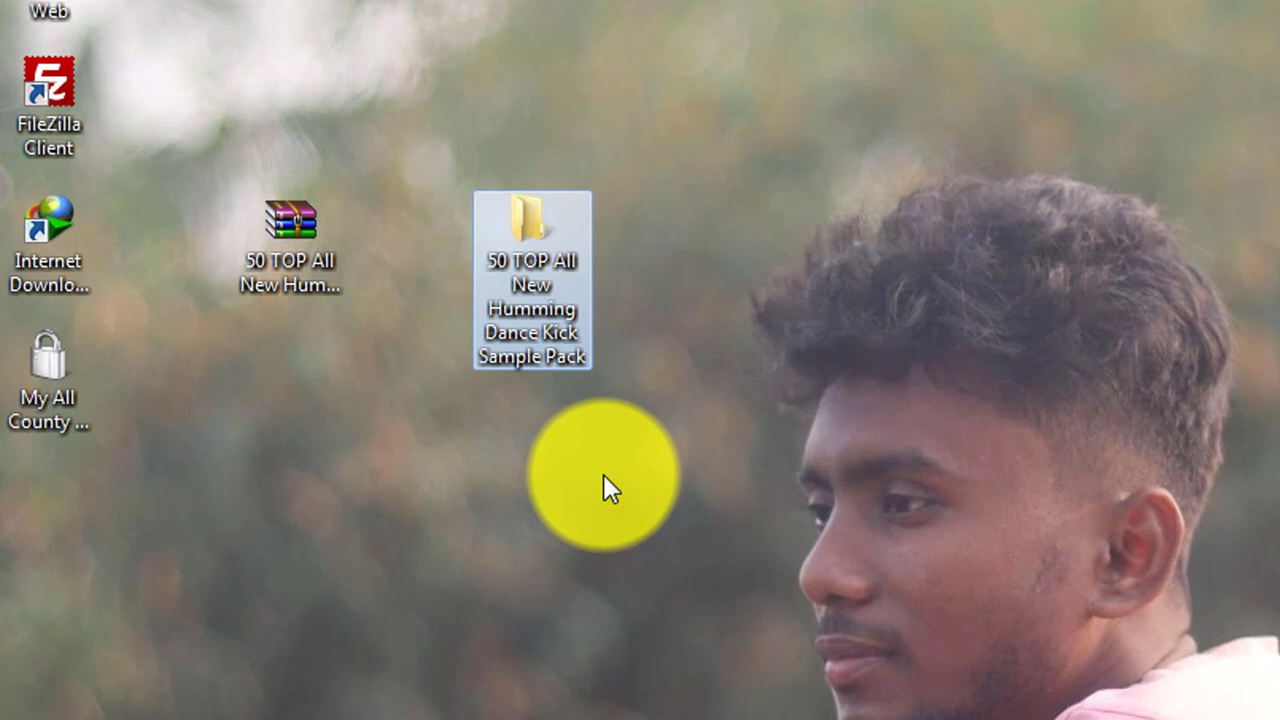 Web
FileZilla
Client
Internet
Downlo...
My All
County ...
50 TOP All
New Hum...
50 TOP All
New
Humming
Dance Kick
Sample Pack